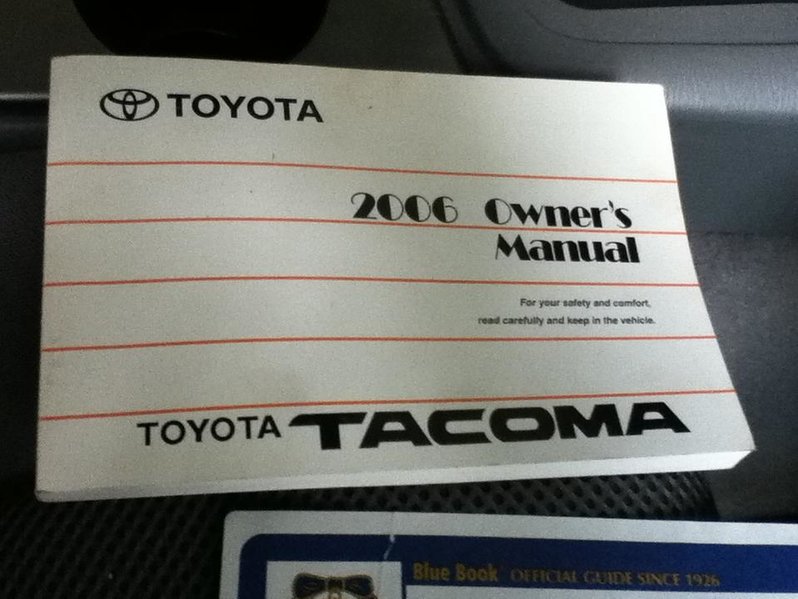 TOYOTA
2006 Owner's
Manual
For your safety and comfort,
read carefully and keep in the vehicle.
TOYOTA TACOMA
Blue Book OFFICIAL GUIDE SINCE 1926